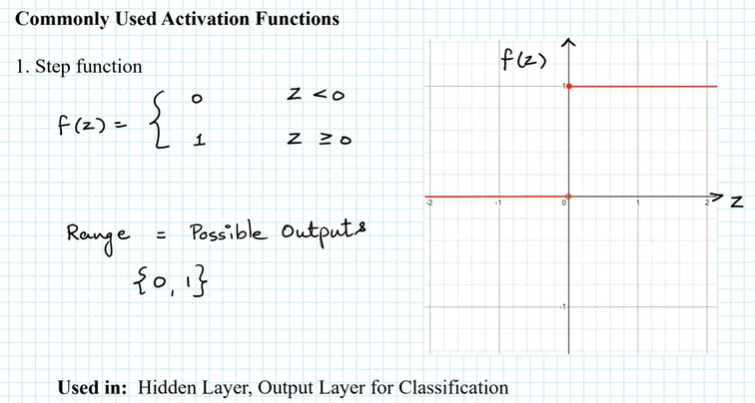 Commonly Used Activation Functions
1. Step function
f(z) = { 0 z < 0
1 z ≥ 0
Range = Possible Outputs
{0, 1}
f(z)
1
-2 -1 0 1 2 z
-1
Used in: Hidden Layer, Output Layer for Classification